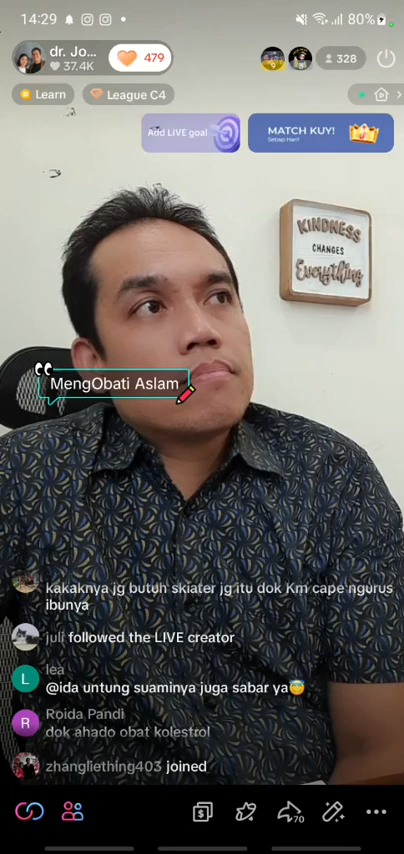 14:29
80%
dr. Jo...
37.4K
479
328
Learn
League C4
Add LIVE goal
MATCH KUY!
Setiap Hari!
KINDNESS
CHANGES
Everything
MengObati Aslam
kakaknya jg butuh skiater jg itu dok Km cape ngurus
ibunya
juli followed the LIVE creator
L
lea
@ida untung suaminya juga sabar ya😇
R
Roida Pandi
dok ahado obat kolestrol
zhangliething403 joined
70